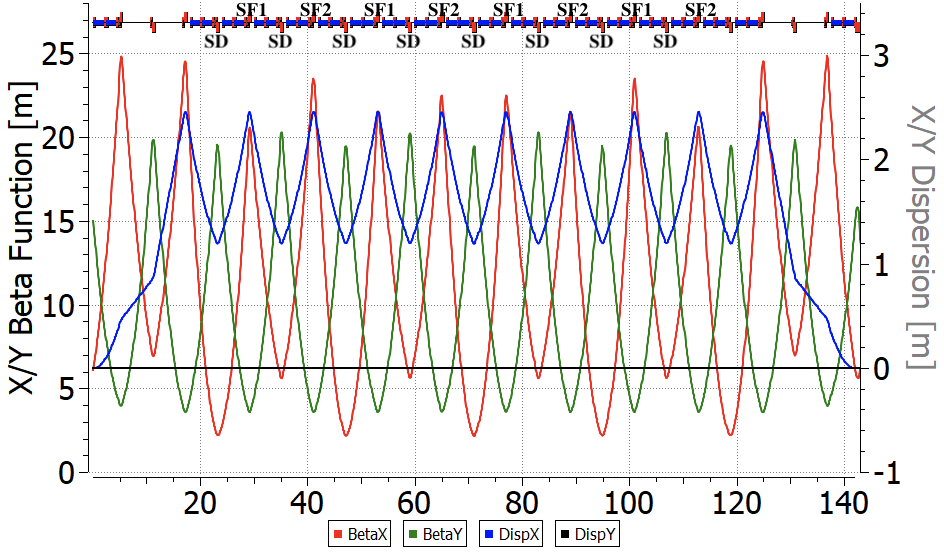 SF1 SF2 SF1 SF2 SF1 SF2 SF1 SF2
SD SD SD SD SD SD SD SD
X/Y Beta Function [m]
25
20
15
10
5
0
3
2
1
0
-1
X/Y Dispersion [m]
20 40 60 80 100 120 140
BetaX BetaY DispX DispY